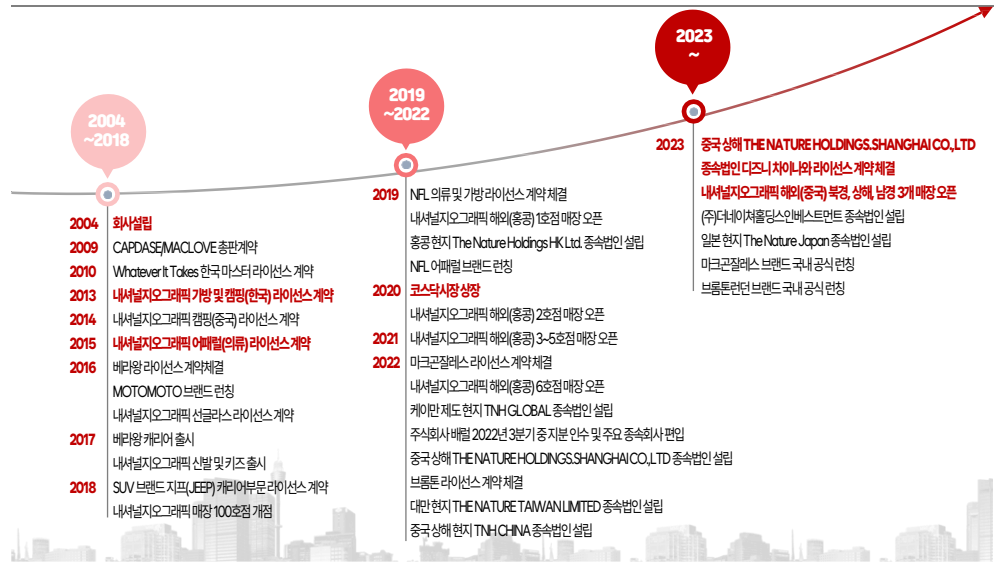 2004
~2018
2004 회사설립
2009 CAPDASE/MACLOVE 총판계약
2010 Whatever It Takes 한국 마스터 라이선스 계약
2013 내셔널지오그래픽 가방 및 캠핑(한국) 라이선스 계약
2014 내셔널지오그래픽 캠핑(중국) 라이선스 계약
2015 내셔널지오그래픽 어패럴(의류) 라이선스 계약
2016 베라왕 라이선스 계약체결
MOTOMOTO 브랜드 런칭
내셔널지오그래픽 선글라스 라이선스 계약
2017 베라왕 캐리어 출시
내셔널지오그래픽 신발 및 키즈 출시
2018 SUV 브랜드 지프(JEEP) 캐리어부문 라이선스 계약
내셔널지오그래픽 매장 100호점 개점
2019
~2022
2019 NFL 의류 및 가방 라이선스 계약 체결
내셔널지오그래픽 해외(홍콩) 1호점 매장 오픈
홍콩 현지 The Nature Holdings HK Ltd. 종속법인 설립
NFL 어패럴 브랜드 런칭
2020 코스닥시장 상장
내셔널지오그래픽 해외(홍콩) 2호점 매장 오픈
2021 내셔널지오그래픽 해외(홍콩) 3~5호점 매장 오픈
2022 마크곤잘레스 라이선스 계약 체결
내셔널지오그래픽 해외(홍콩) 6호점 매장 오픈
케이만 제도 현지 TNH GLOBAL 종속법인 설립
주식회사 배럴 2022년 3분기 중 지분 인수 및 주요 종속회사 편입
중국 상해 THE NATURE HOLDINGS.SHANGHAI CO.,LTD 종속법인 설립
브롬톤 라이선스 계약 체결
대만 현지 THE NATURE TAIWAN LIMITED 종속법인 설립
중국 상해 현지 TNH CHINA 종속법인 설립
2023
~
2023 중국 상해 THE NATURE HOLDINGS.SHANGHAI CO.,LTD
종속법인 디즈니 차이나와 라이선스 계약 체결
내셔널지오그래픽 해외(중국) 북경, 상해, 남경 3개 매장 오픈
(주)더네이쳐홀딩스인베스트먼트 종속법인 설립
일본 현지 The Nature Japan 종속법인 설립
마크곤잘레스 브랜드 국내 공식 런칭
브롬톤런던 브랜드 국내 공식 런칭